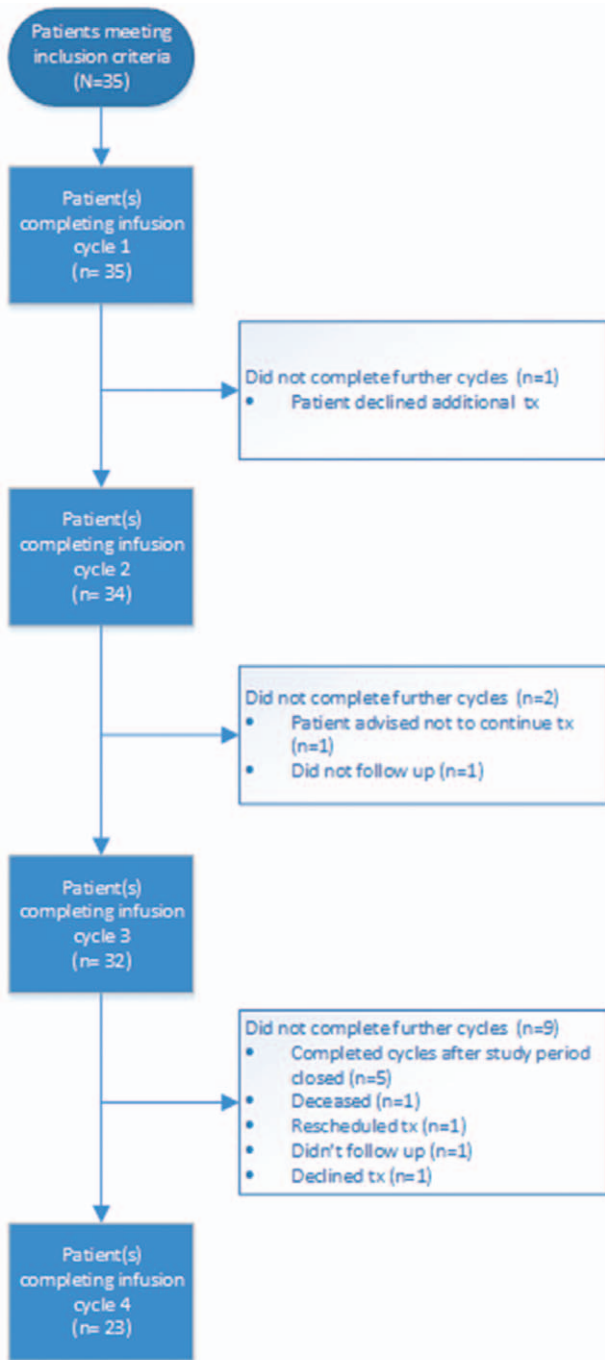 Patients meeting
inclusion criteria
(N=35)
Patient(s)
completing infusion
cycle 1
(n= 35)
Did not complete further cycles (n=1)
• Patient declined additional tx
Patient(s)
completing infusion
cycle 2
(n= 34)
Did not complete further cycles (n=2)
• Patient advised not to continue tx
(n=1)
• Did not follow up (n=1)
Patient(s)
completing infusion
cycle 3
(n= 32)
Did not complete further cycles (n=9)
• Completed cycles after study period
closed (n=5)
• Deceased (n=1)
• Rescheduled tx (n=1)
• Didn't follow up (n=1)
• Declined tx (n=1)
Patient(s)
completing infusion
cycle 4
(n= 23)